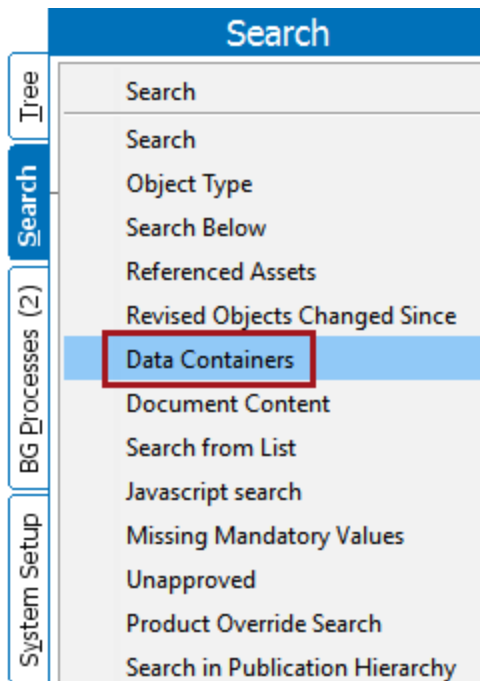 Search
Tree
Search
BG Processes (2)
System Setup
Search
Search
Object Type
Search Below
Referenced Assets
Revised Objects Changed Since
Data Containers
Document Content
Search from List
Javascript search
Missing Mandatory Values
Unapproved
Product Override Search
Search in Publication Hierarchy